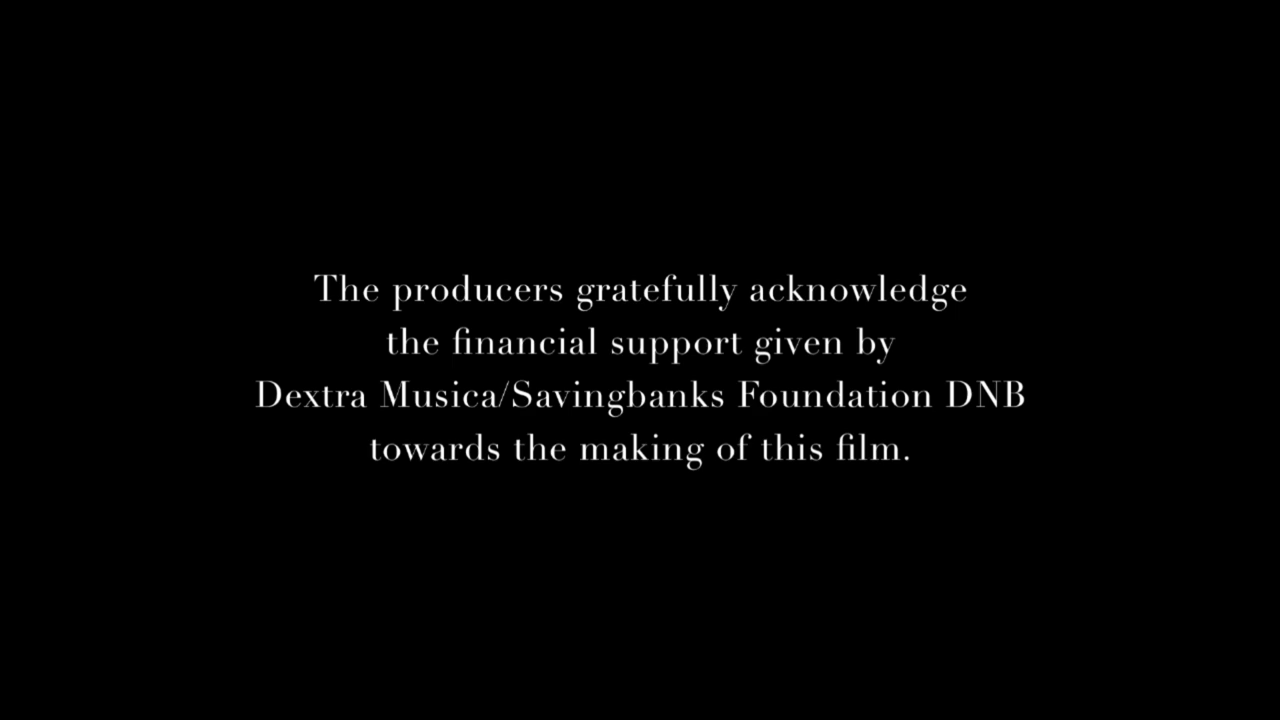 The producers gratefully acknowledge
the financial support given by
Dextra Musica/Savingbanks Foundation DNB
towards the making of this film.